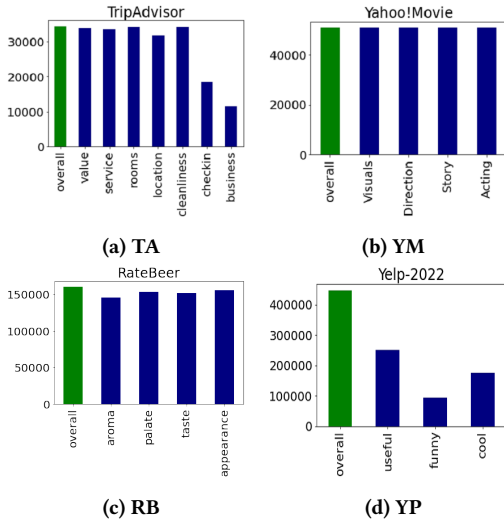 TripAdvisor
30000
20000
10000
0
overall
value
service
rooms
location
cleanliness
checkin
business
(a) TA
Yahoo!Movie
40000
20000
0
overall
Visuals
Direction
Story
Acting
(b) YM
RateBeer
150000
100000
50000
0
overall
aroma
palate
taste
appearance
(c) RB
Yelp-2022
400000
300000
200000
100000
0
overall
useful
funny
cool
(d) YP